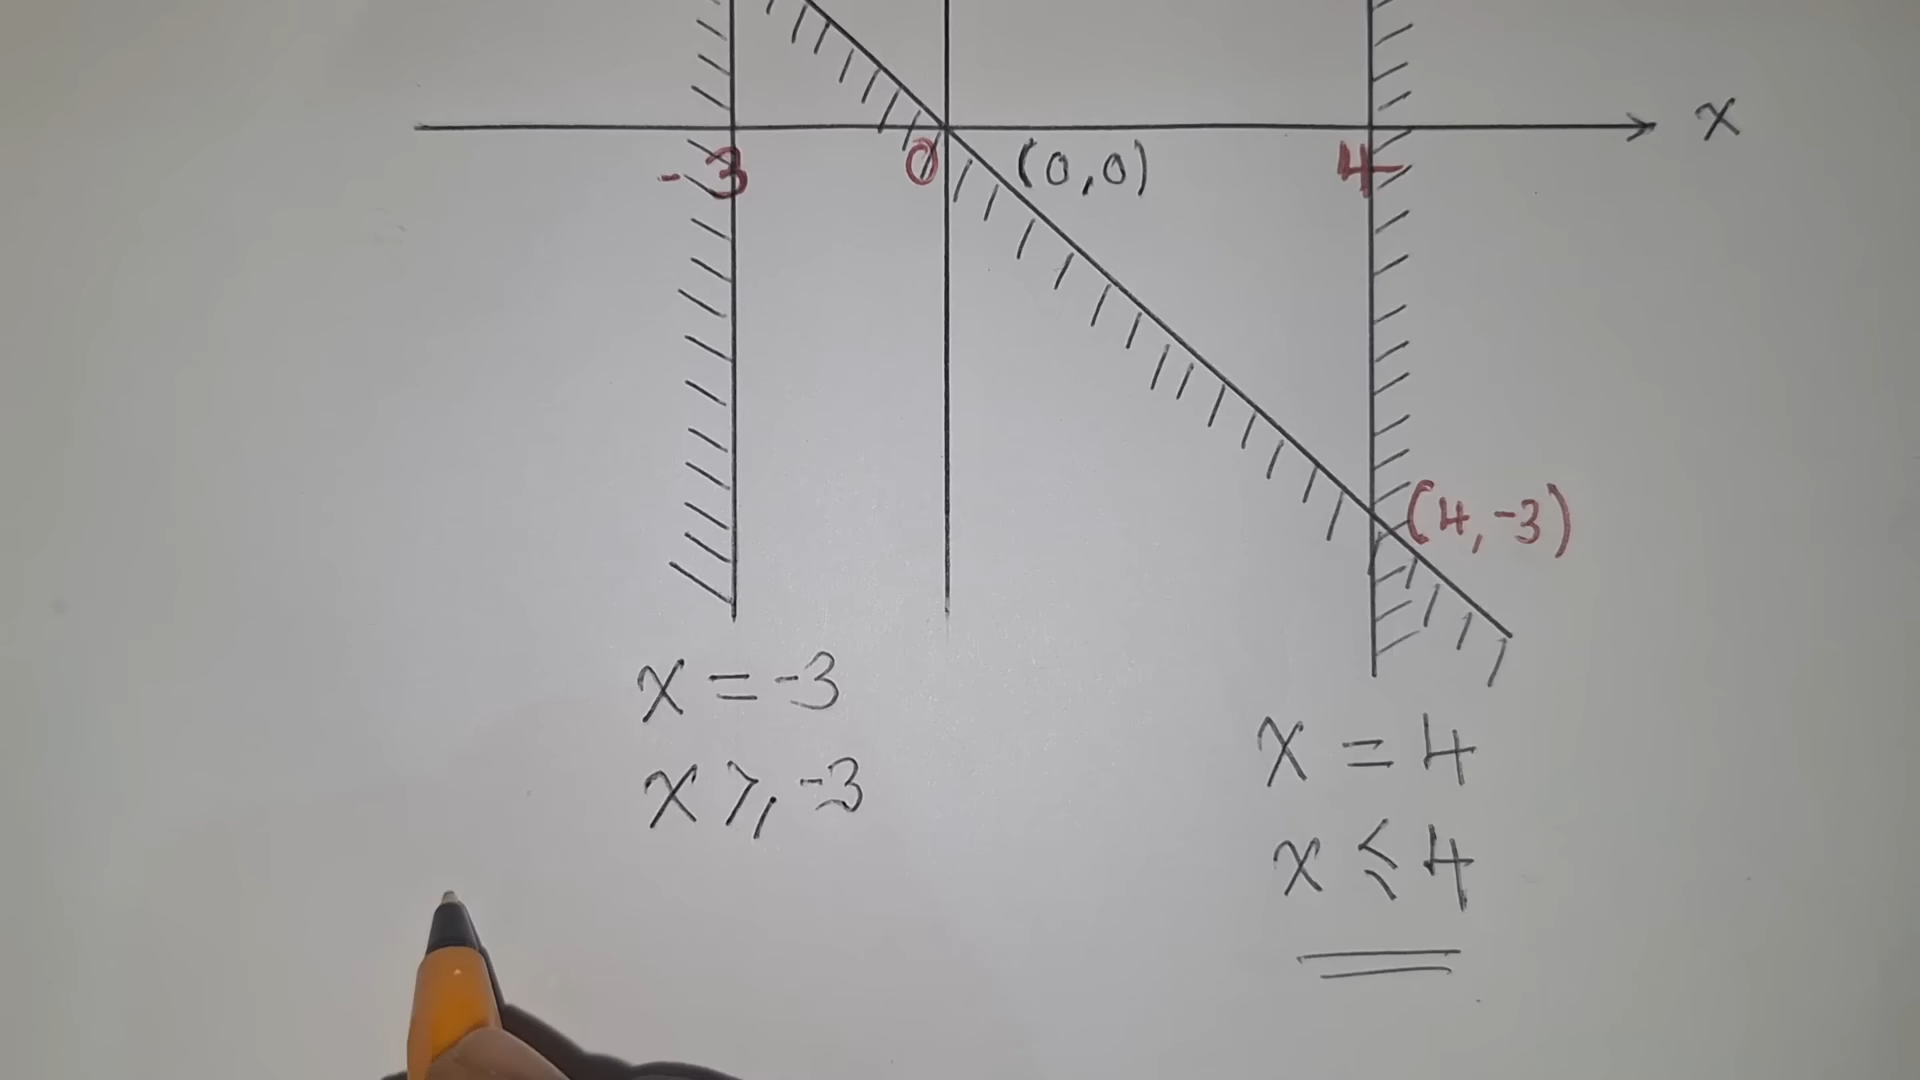 x
-3
0
(0,0)
4
(4,-3)
x = -3
x ⩾ -3
x = 4
x ⩽ 4